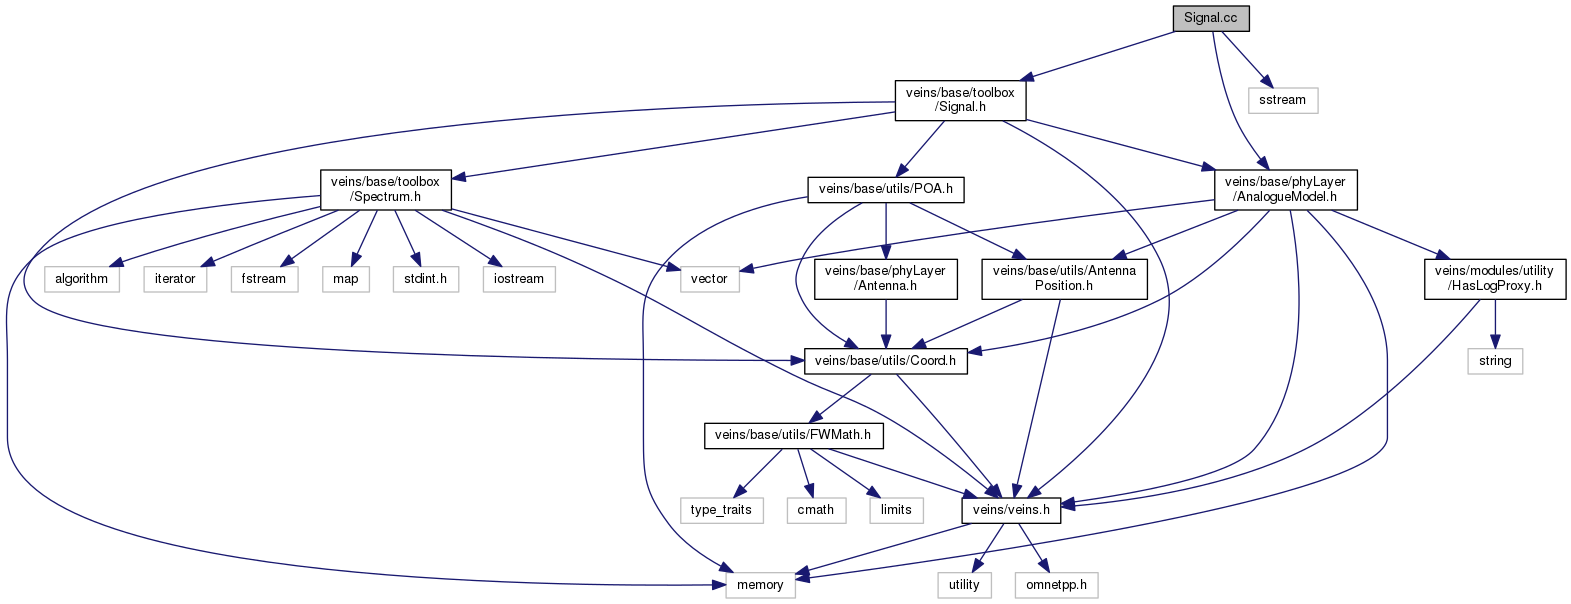 Signal.cc
veins/base/toolbox
/Signal.h
sstream
veins/base/toolbox
/Spectrum.h
veins/base/utils/POA.h
veins/base/phyLayer
/AnalogueModel.h
algorithm
iterator
fstream
map
stdint.h
iostream
vector
veins/base/phyLayer
/Antenna.h
veins/base/utils/Antenna
Position.h
veins/modules/utility
/HasLogProxy.h
veins/base/utils/Coord.h
string
veins/base/utils/FWMath.h
type_traits
cmath
limits
veins/veins.h
memory
utility
omnetpp.h